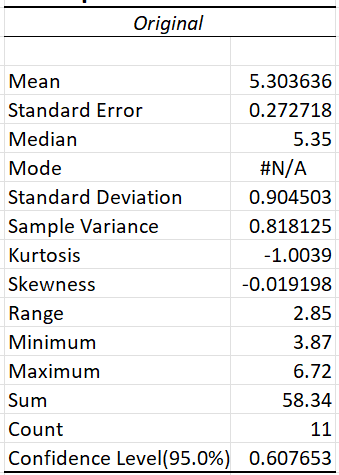 Original
Mean 5.303636
Standard Error 0.272718
Median 5.35
Mode #N/A
Standard Deviation 0.904503
Sample Variance 0.818125
Kurtosis -1.0039
Skewness -0.019198
Range 2.85
Minimum 3.87
Maximum 6.72
Sum 58.34
Count 11
Confidence Level(95.0%) 0.607653